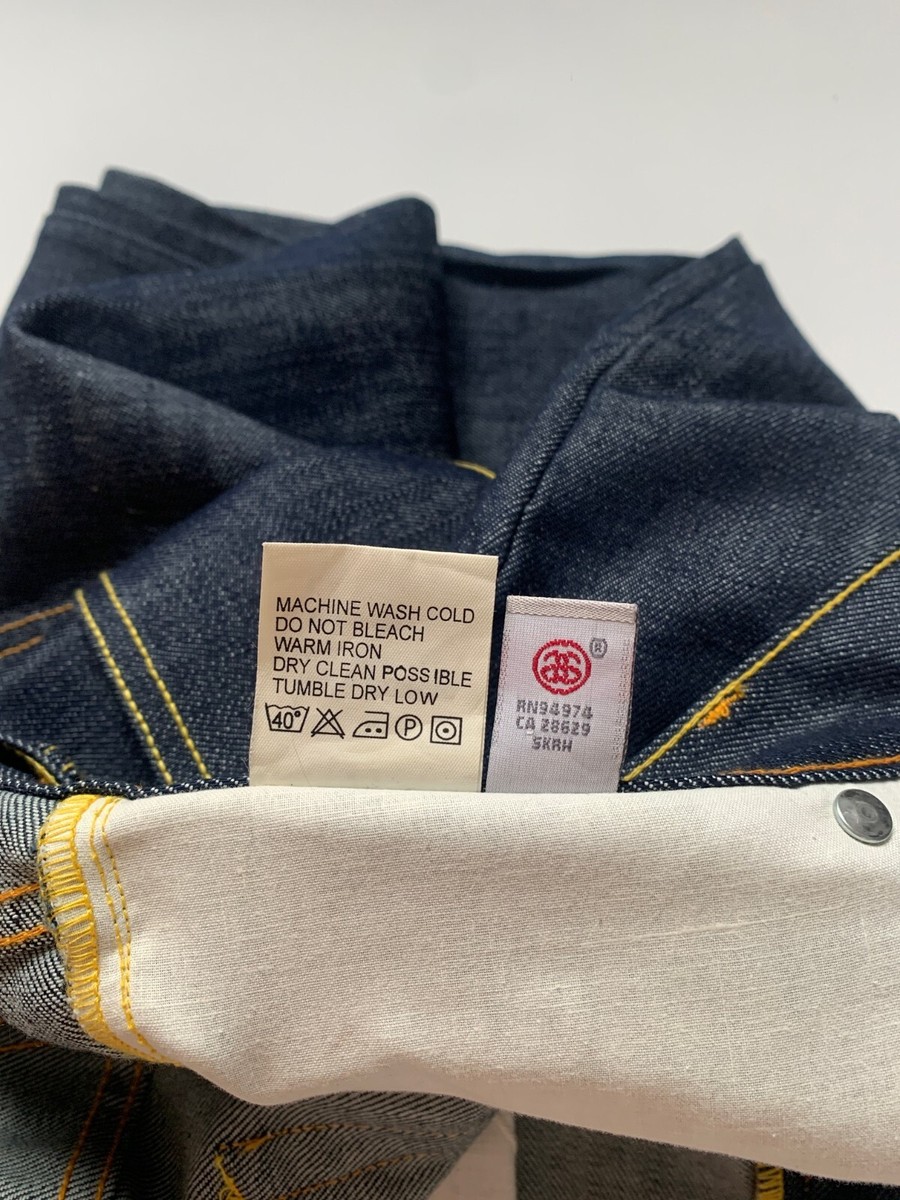 MACHINE WASH COLD
DO NOT BLEACH
WARM IRON
DRY CLEAN POSSIBLE
TUMBLE DRY LOW
40°
P
®
RN94974
CA 28629
SKRH